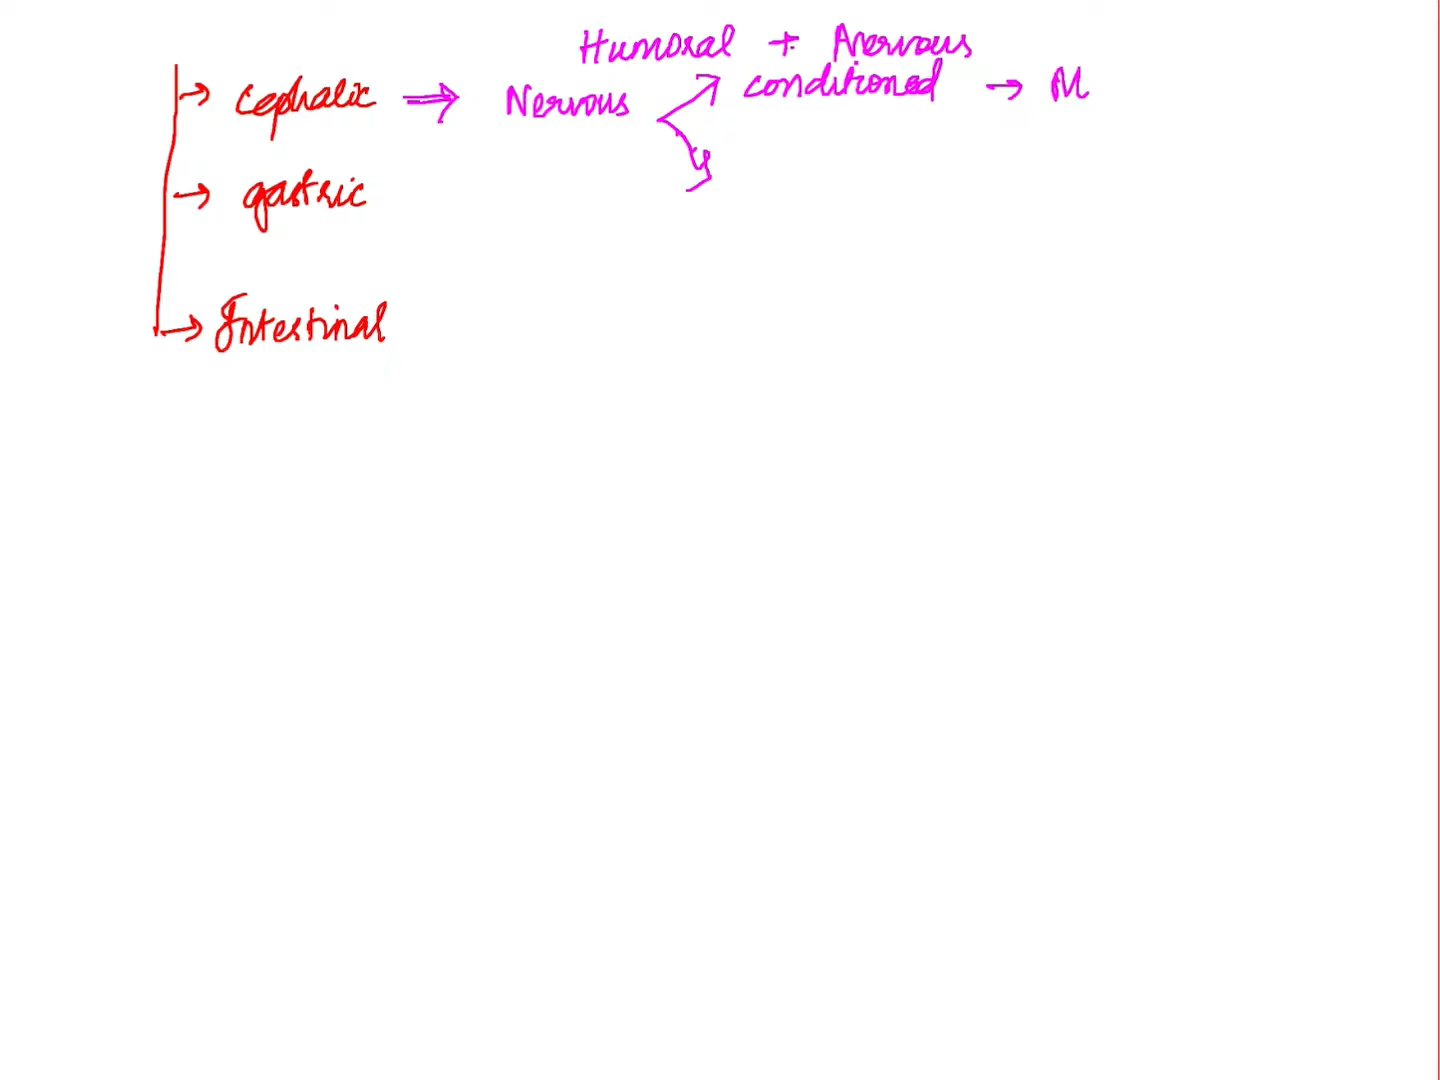 Humoral + Nervous
→ cephalic ⇒ Nervous conditioned → M
→ gastric
→ Intestinal